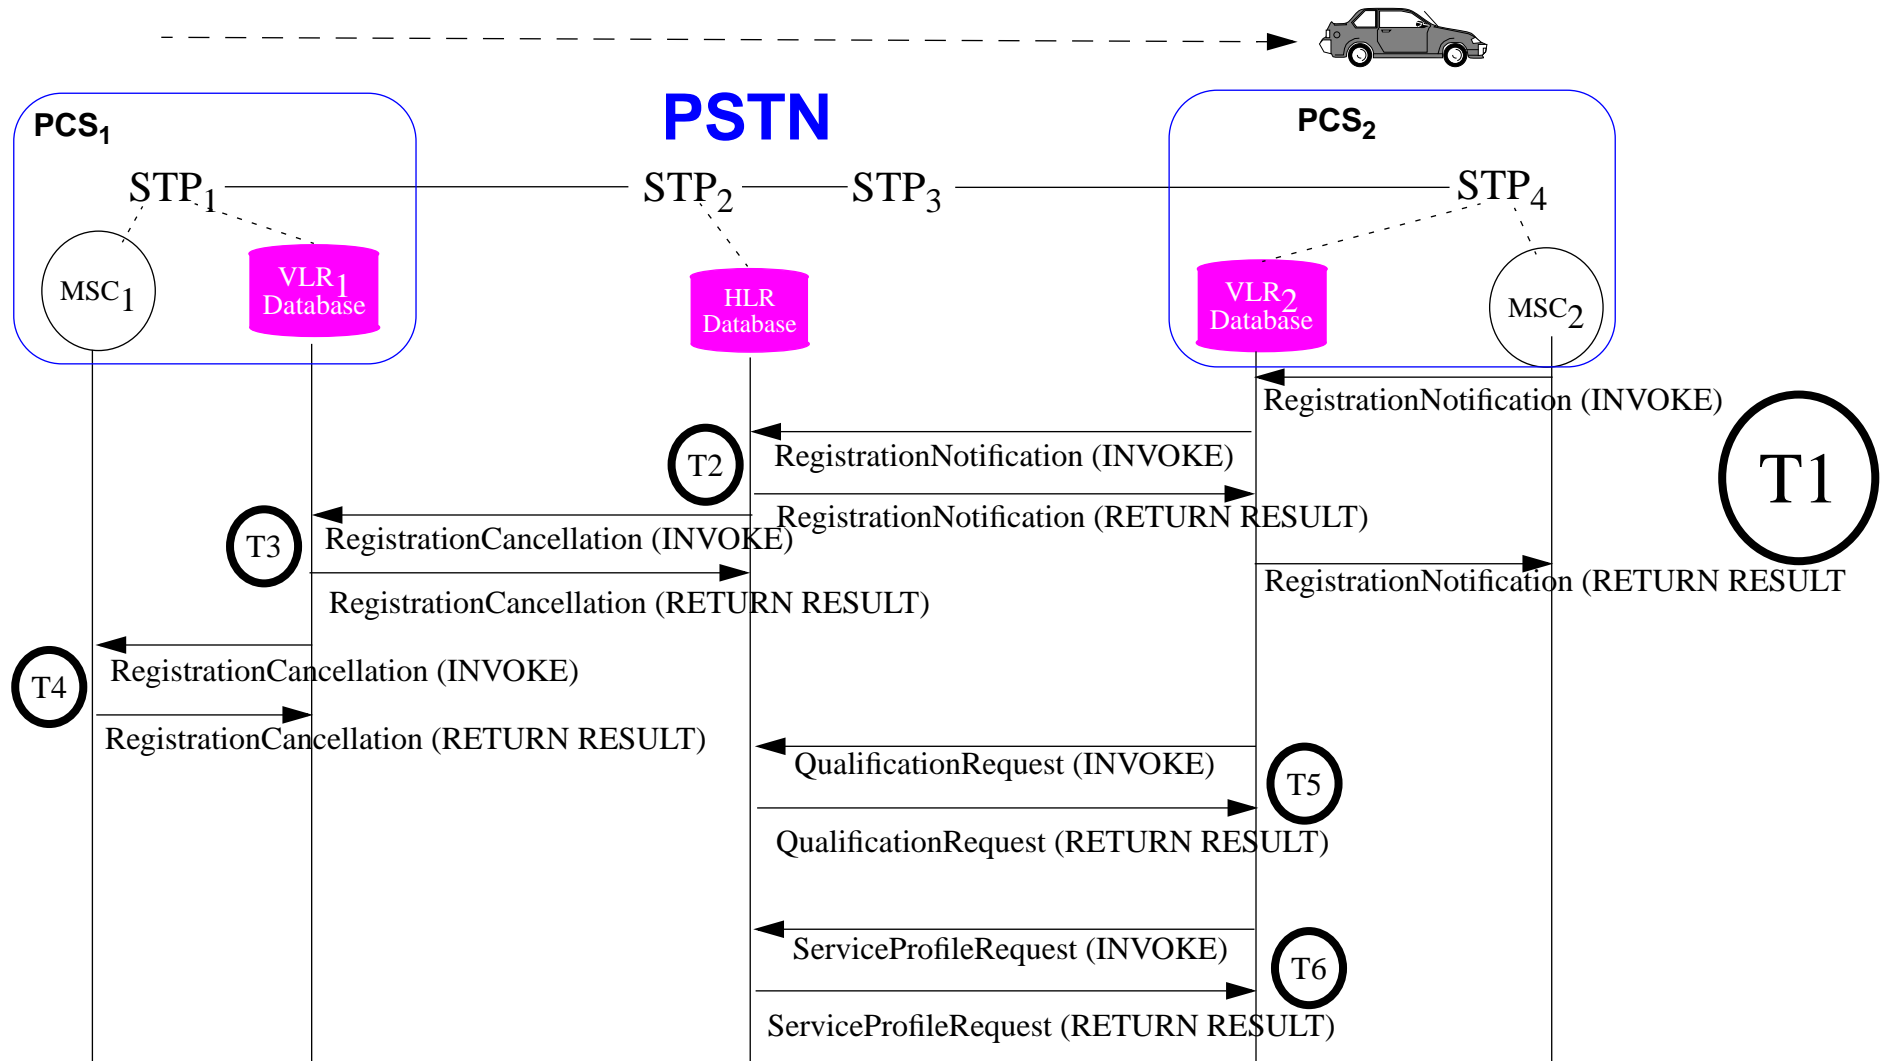 PSTN
PCS1
PCS2
STP1
STP2
STP3
STP4
MSC1
VLR1
Database
HLR
Database
VLR2
Database
MSC2
RegistrationNotification (INVOKE)
T1
T2
RegistrationNotification (INVOKE)
RegistrationNotification (RETURN RESULT)
T3
RegistrationCancellation (INVOKE)
RegistrationNotification (RETURN RESULT
RegistrationCancellation (RETURN RESULT)
T4
RegistrationCancellation (INVOKE)
RegistrationCancellation (RETURN RESULT)
QualificationRequest (INVOKE)
T5
QualificationRequest (RETURN RESULT)
ServiceProfileRequest (INVOKE)
T6
ServiceProfileRequest (RETURN RESULT)